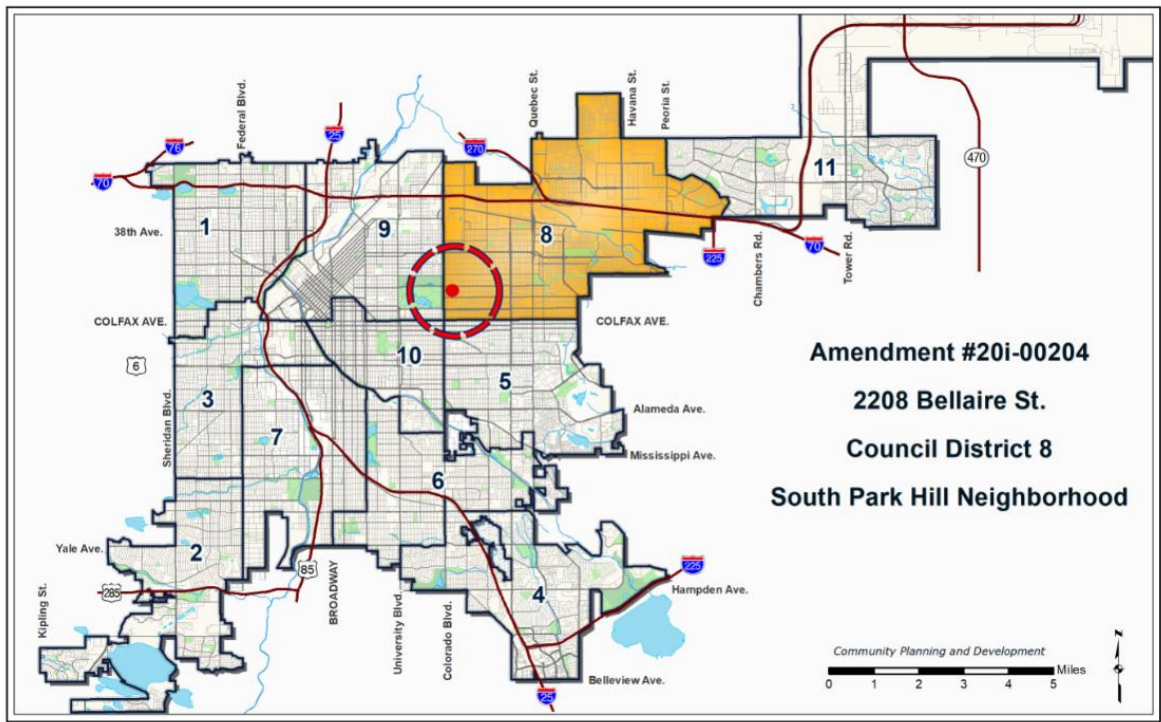 Federal Blvd.
Quebec St.
Havana St.
Peoria St.
76
25
270
70
470
11
1
38th Ave.
9
8
225
Chambers Rd.
70
Tower Rd.
COLFAX AVE.
COLFAX AVE.
6
10
5
3
Sheridan Blvd.
7
Alameda Ave.
Mississippi Ave.
6
Yale Ave.
2
85
285
Kipling St.
BROADWAY
University Blvd.
Colorado Blvd.
4
225
Hampden Ave.
Belleview Ave.
25
Amendment #20i-00204
2208 Bellaire St.
Council District 8
South Park Hill Neighborhood
Community Planning and Development
Miles
0 1 2 3 4 5
N